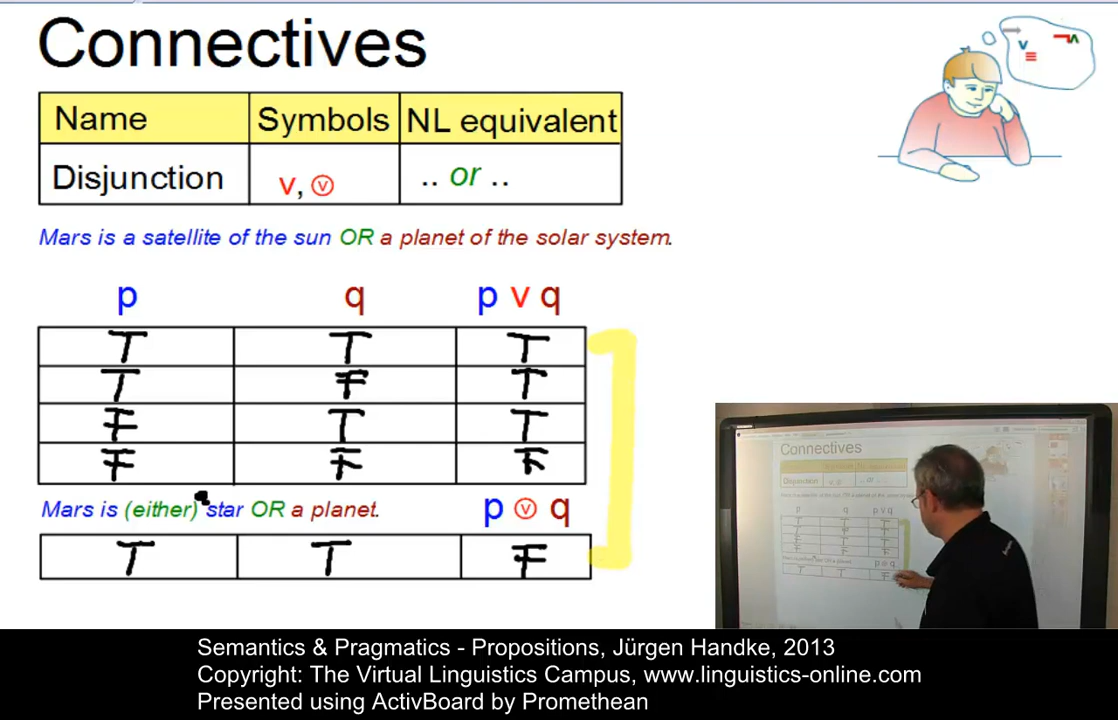 Connectives
Name Symbols NL equivalent
Disjunction v, ⓥ .. or ..
Mars is a satellite of the sun OR a planet of the solar system.
p q p v q
T T T
T F T
F T T
F F F
Mars is (either) star OR a planet. p ⓥ q
T T F
Connectives
Semantics & Pragmatics - Propositions, Jürgen Handke, 2013
Copyright: The Virtual Linguistics Campus, www.linguistics-online.com
Presented using ActivBoard by Promethean